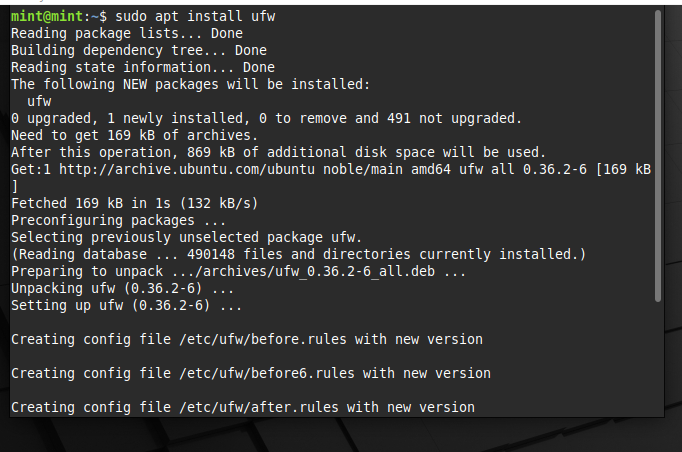 mint@mint:~$ sudo apt install ufw
Reading package lists... Done
Building dependency tree... Done
Reading state information... Done
The following NEW packages will be installed:
  ufw
0 upgraded, 1 newly installed, 0 to remove and 491 not upgraded.
Need to get 169 kB of archives.
After this operation, 869 kB of additional disk space will be used.
Get:1 http://archive.ubuntu.com/ubuntu noble/main amd64 ufw all 0.36.2-6 [169 kB
]
Fetched 169 kB in 1s (132 kB/s)
Preconfiguring packages ...
Selecting previously unselected package ufw.
(Reading database ... 490148 files and directories currently installed.)
Preparing to unpack .../archives/ufw_0.36.2-6_all.deb ...
Unpacking ufw (0.36.2-6) ...
Setting up ufw (0.36.2-6) ...

Creating config file /etc/ufw/before.rules with new version

Creating config file /etc/ufw/before6.rules with new version

Creating config file /etc/ufw/after.rules with new version